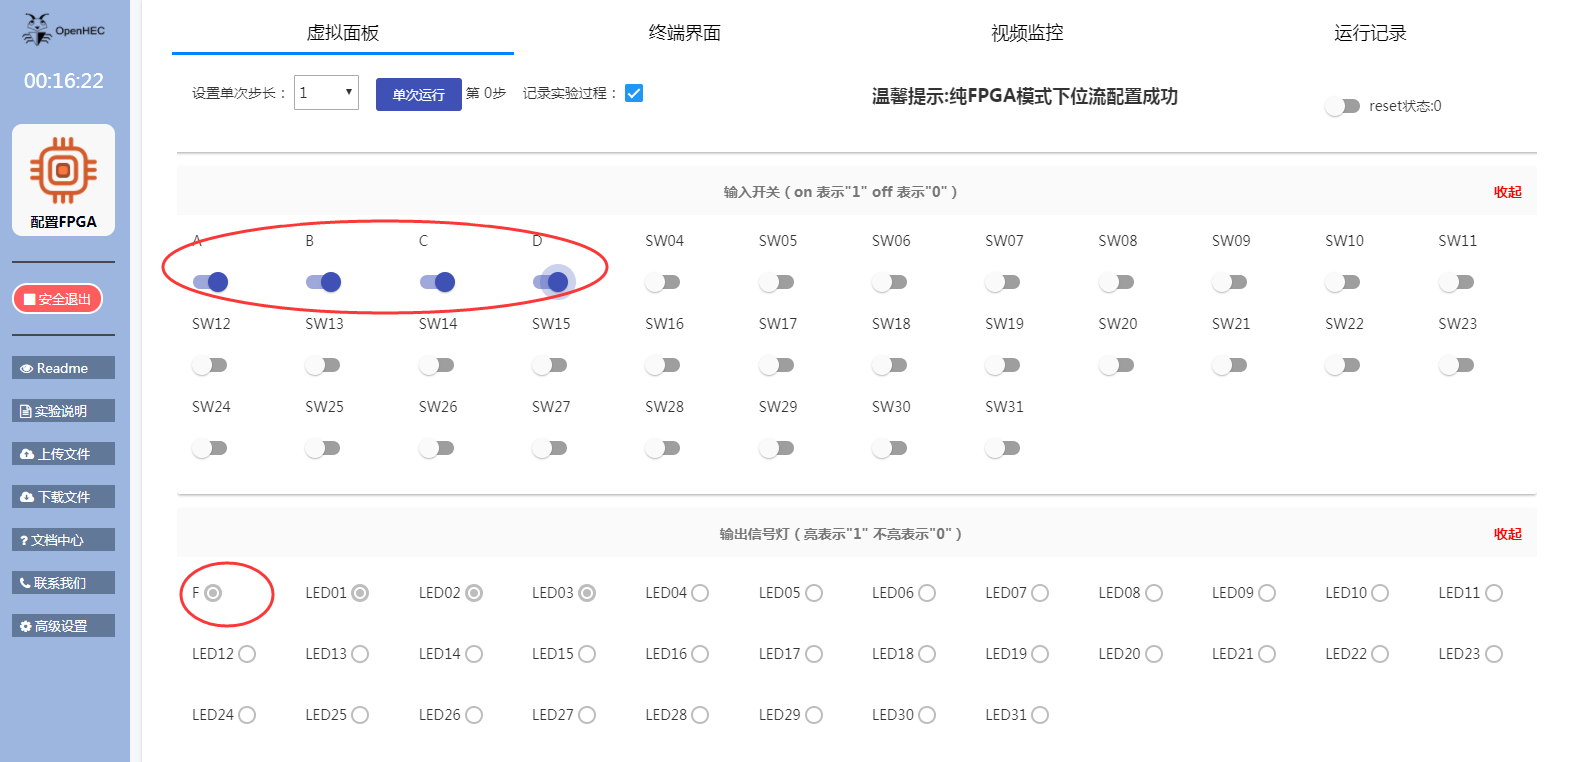 OpenHEC
00:16:22
配置FPGA
安全退出
Readme
实验说明
上传文件
下载文件
文档中心
联系我们
高级设置
虚拟面板 终端界面 视频监控 运行记录
设置单次步长： 1 单次运行 第 0步 记录实验过程：
温馨提示:纯FPGA模式下位流配置成功
reset状态:0
输入开关（on 表示"1" off 表示"0"） 收起
A B C D SW04 SW05 SW06 SW07 SW08 SW09 SW10 SW11
SW12 SW13 SW14 SW15 SW16 SW17 SW18 SW19 SW20 SW21 SW22 SW23
SW24 SW25 SW26 SW27 SW28 SW29 SW30 SW31
输出信号灯（亮表示"1" 不亮表示"0"） 收起
F LED01 LED02 LED03 LED04 LED05 LED06 LED07 LED08 LED09 LED10 LED11
LED12 LED13 LED14 LED15 LED16 LED17 LED18 LED19 LED20 LED21 LED22 LED23
LED24 LED25 LED26 LED27 LED28 LED29 LED30 LED31